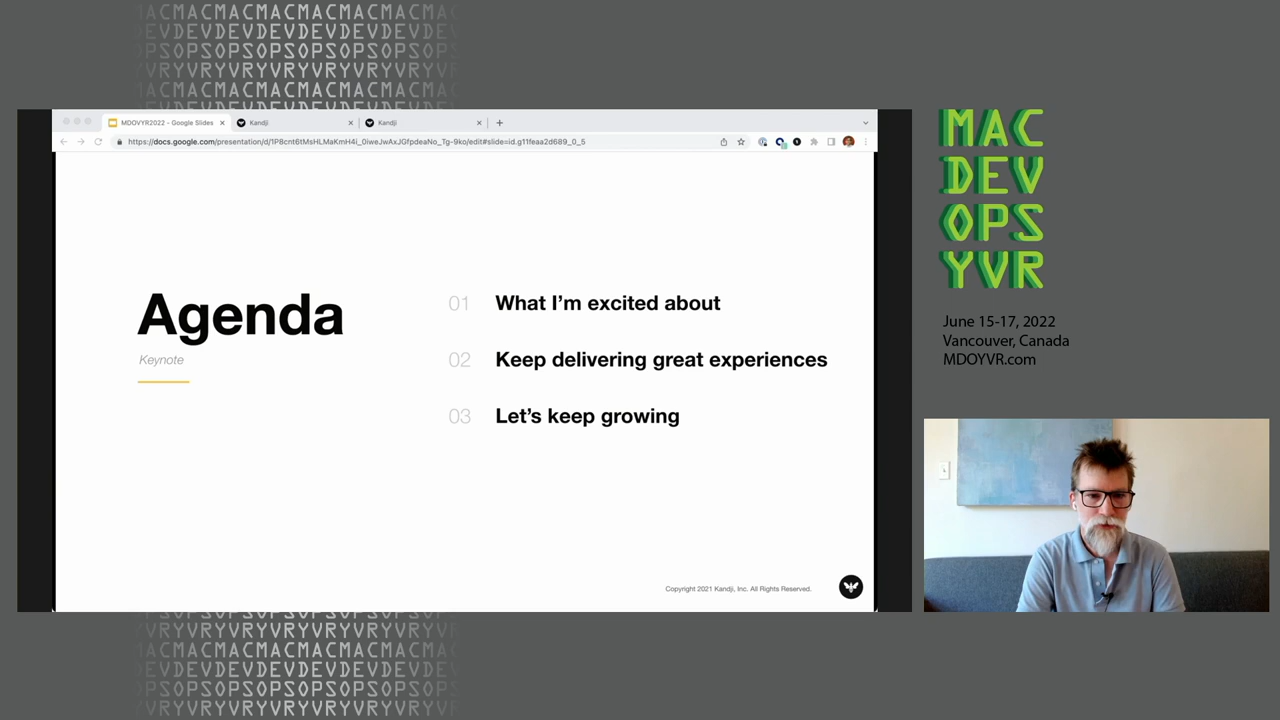 MACMACMACMACMACMACMAC
DEVDEVDEVDEVDEVDEVDEV
OPSOPSOPSOPSOPSOPSOPS
YVRYVRYVRYVRYVRYVRYVR
MACMACMACMACMACMACMAC
MDOVYR2022 - Google Slides
Kandji
Kandji
https://docs.google.com/presentation/d/1P8cnt6tMsHLMaKmH4i_0iweJwAxJGfpdeaNo_Tg-9ko/edit#slide=id.g11feaa2d689_0_5
Agenda
Keynote
01 What I’m excited about
02 Keep delivering great experiences
03 Let’s keep growing
Copyright 2021 Kandji, Inc. All Rights Reserved.
MAC
DEV
OPS
YVR
June 15-17, 2022
Vancouver, Canada
MDOYVR.com
YVRYVRYVRYVRYVRYVRYVR
MACMACMACMACMACMACMAC
DEVDEVDEVDEVDEVDEVDEV
OPSOPSOPSOPSOPSOPSOPS
YVRYVRYVRYVRYVRYVRYVR